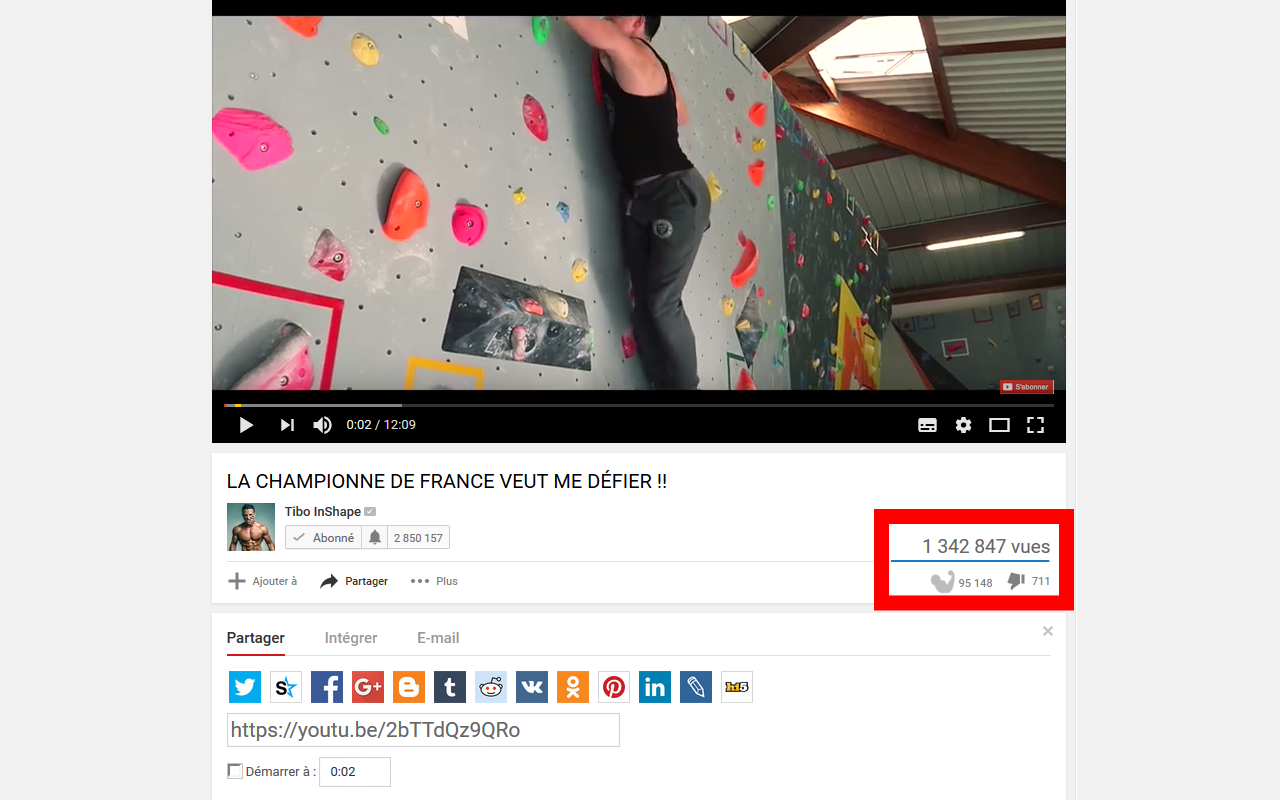 S'abonner
0:02 / 12:09
LA CHAMPIONNE DE FRANCE VEUT ME DÉFIER !!
Tibo InShape
Abonné 2 850 157
1 342 847 vues
Ajouter à Partager Plus
95 148 711
Partager Intégrer E-mail
S G+ B t f vk in hi5
https://youtu.be/2bTTdQz9QRo
Démarrer à : 0:02